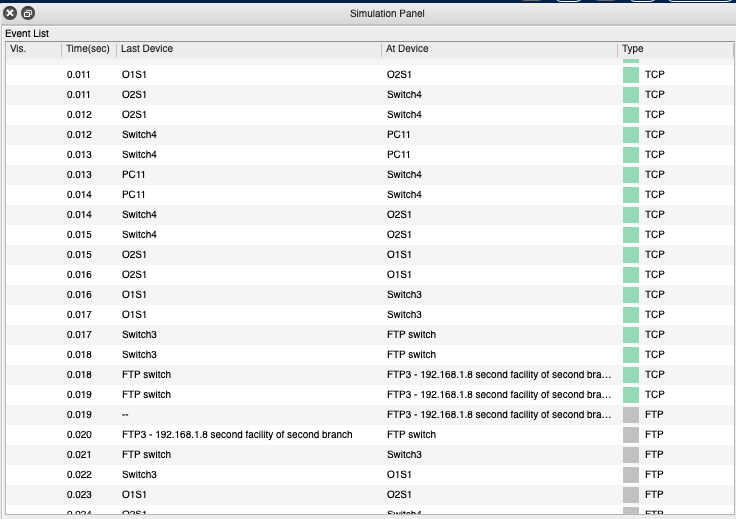 Simulation Panel
Event List
Vis. Time(sec) Last Device At Device Type
0.011 O1S1 O2S1 TCP
0.011 O2S1 Switch4 TCP
0.012 O2S1 Switch4 TCP
0.012 Switch4 PC11 TCP
0.013 Switch4 PC11 TCP
0.013 PC11 Switch4 TCP
0.014 PC11 Switch4 TCP
0.014 Switch4 O2S1 TCP
0.015 Switch4 O2S1 TCP
0.015 O2S1 O1S1 TCP
0.016 O2S1 O1S1 TCP
0.016 O1S1 Switch3 TCP
0.017 O1S1 Switch3 TCP
0.017 Switch3 FTP switch TCP
0.018 Switch3 FTP switch TCP
0.018 FTP switch FTP3 - 192.168.1.8 second facility of second bra... TCP
0.019 FTP switch FTP3 - 192.168.1.8 second facility of second bra... TCP
0.019 -- FTP3 - 192.168.1.8 second facility of second bra... FTP
0.020 FTP3 - 192.168.1.8 second facility of second branch FTP switch FTP
0.021 FTP switch Switch3 FTP
0.022 Switch3 O1S1 FTP
0.023 O1S1 O2S1 FTP
0.024 O2S1 Switch4 FTP